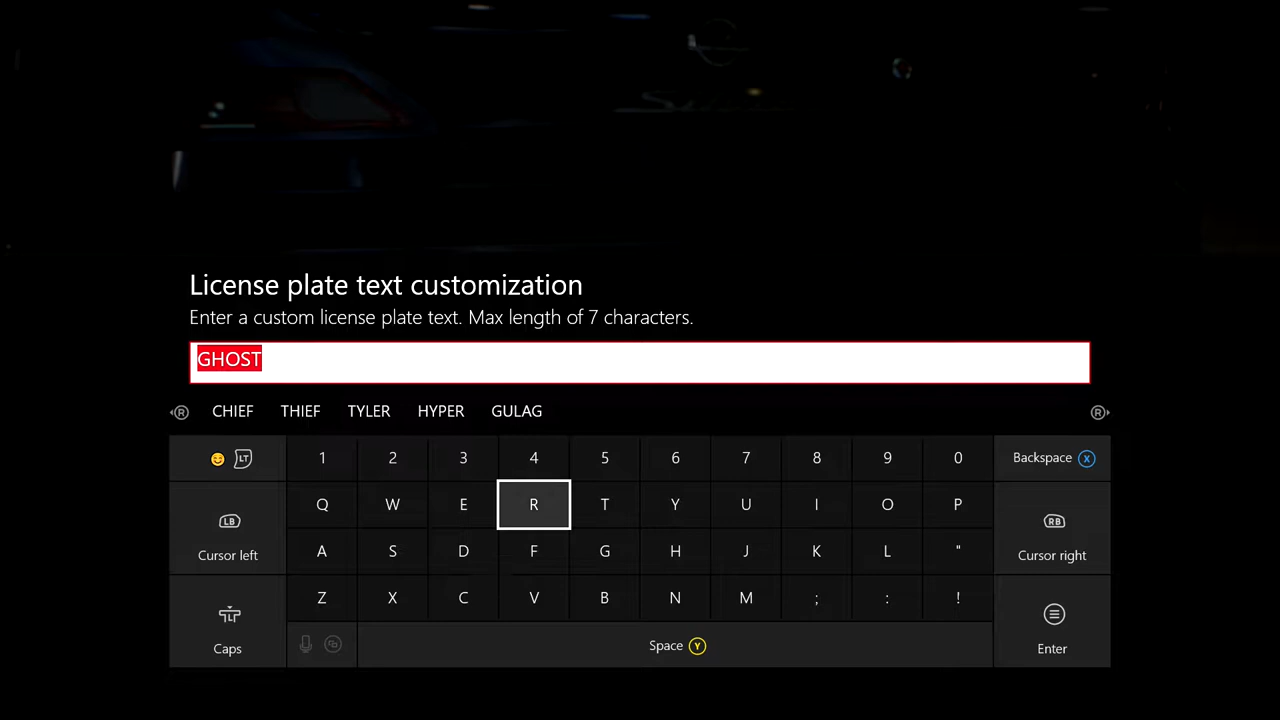 License plate text customization
Enter a custom license plate text. Max length of 7 characters.
GHOST
R CHIEF THIEF TYLER HYPER GULAG R
LT 1 2 3 4 5 6 7 8 9 0 Backspace X
Q W E R T Y U I O P
LB RB
Cursor left A S D F G H J K L " Cursor right
Z X C V B N M ; : !
LT
Caps Space Y Enter